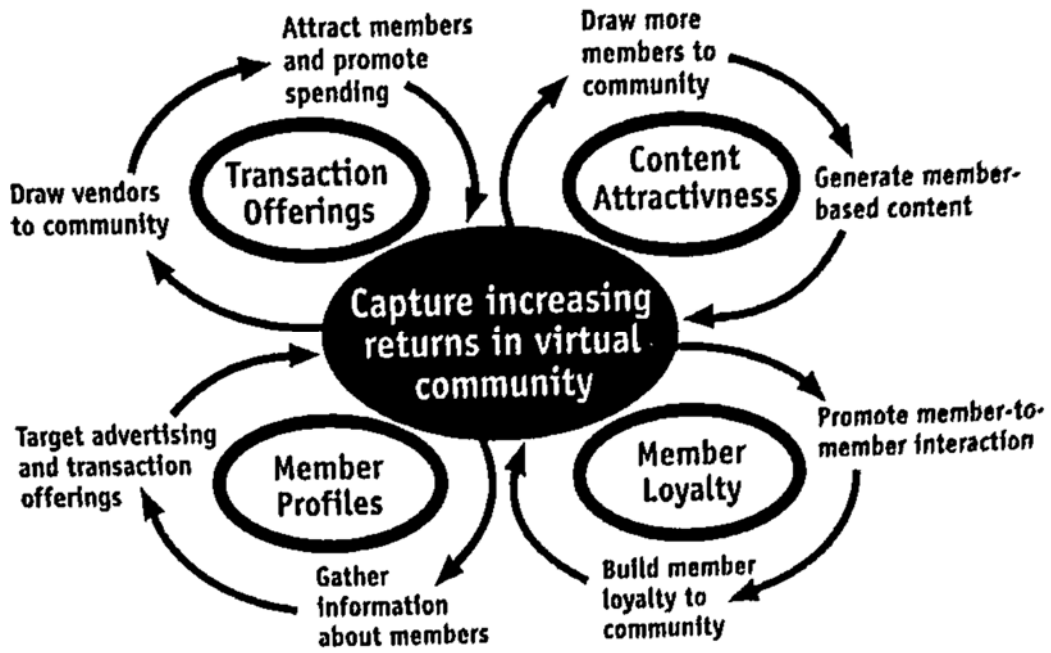 Attract members
and promote
spending
Draw more
members to
community
Transaction
Offerings
Content
Attractivness
Draw vendors
to community
Generate member-
based content
Capture increasing
returns in virtual
community
Target advertising
and transaction
offerings
Member
Profiles
Member
Loyalty
Promote member-to-
member interaction
Gather
information
about members
Build member
loyalty to
community